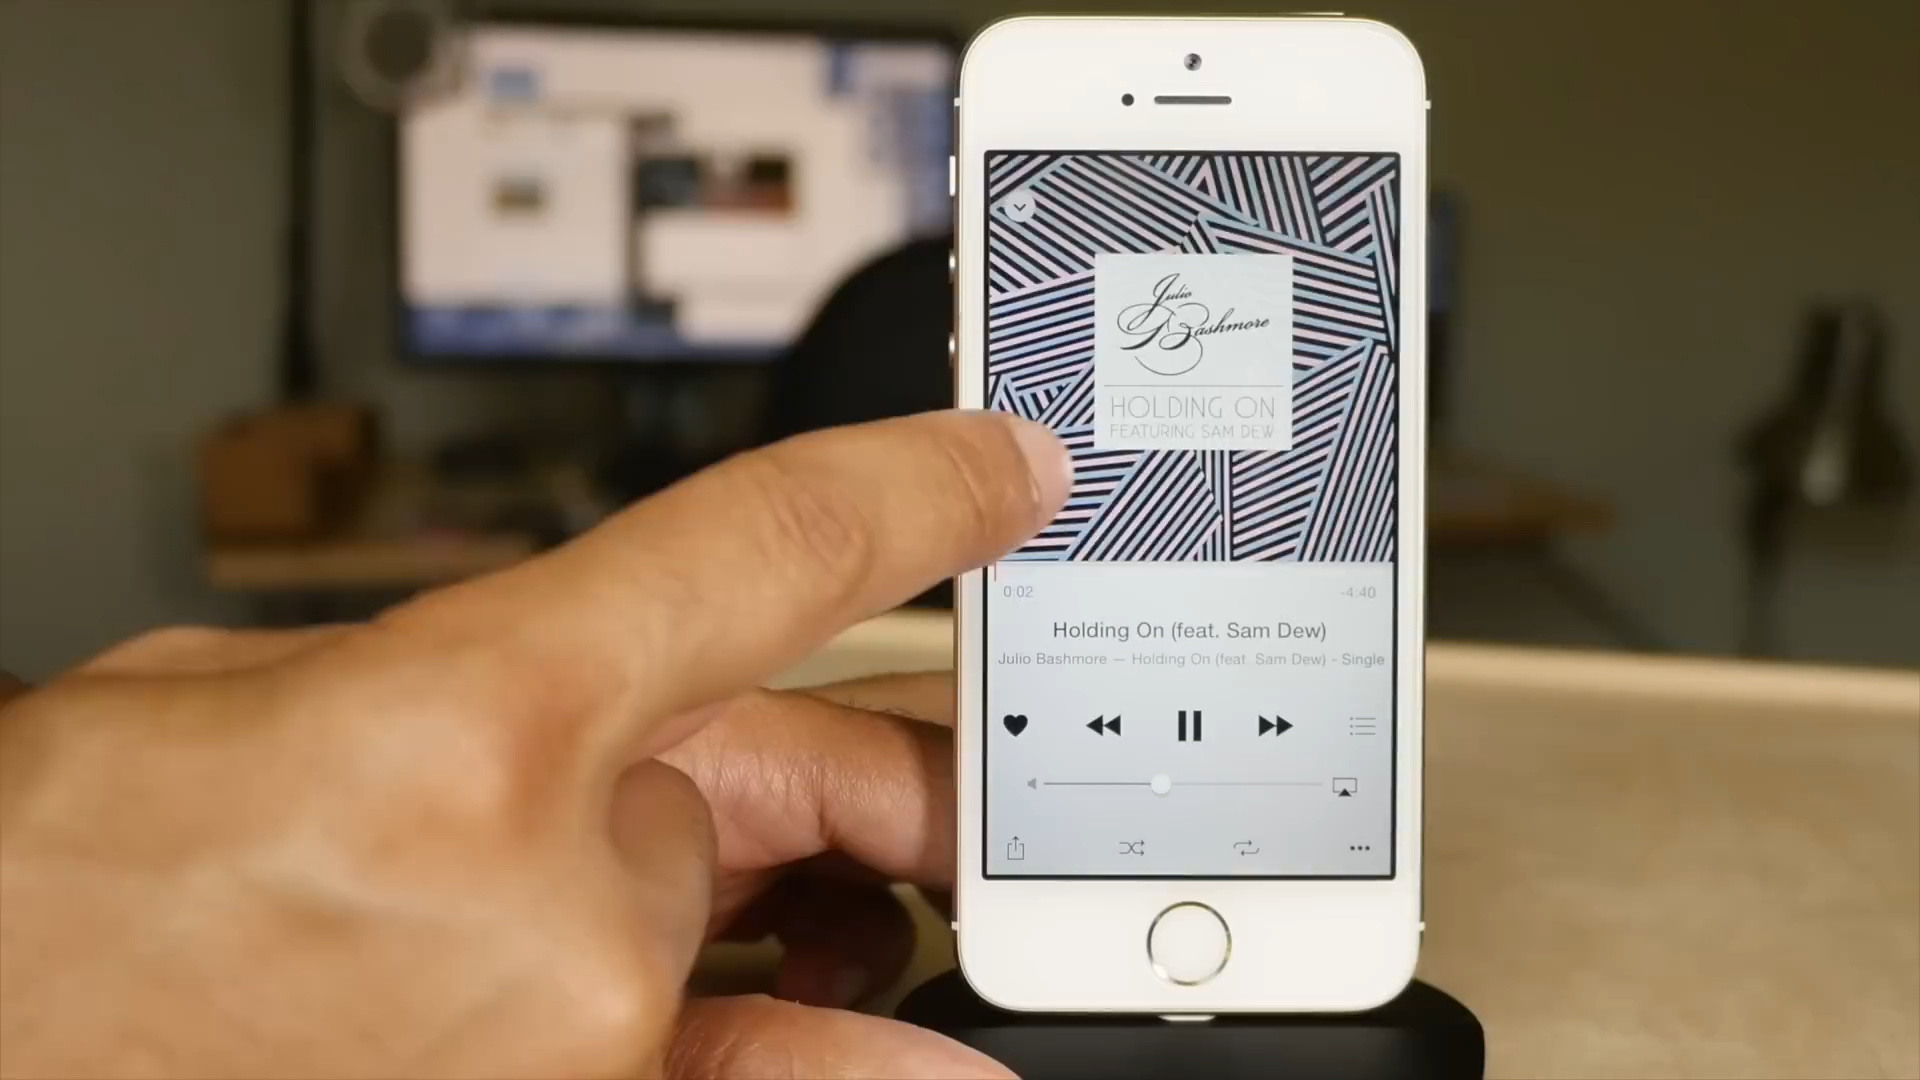 Julio
Bashmore
HOLDING ON
FEATURING SAM DEW
0:02
-4:40
Holding On (feat. Sam Dew)
Julio Bashmore — Holding On (feat. Sam Dew) - Single